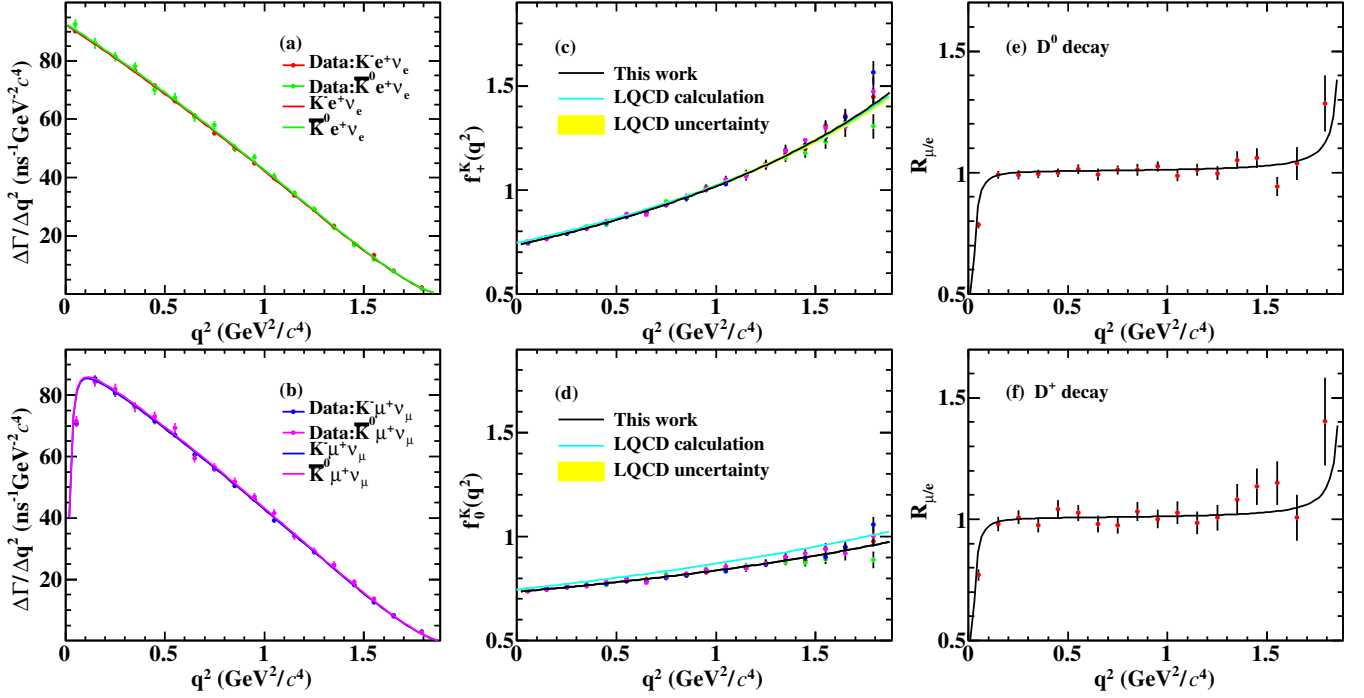 ΔΓ/Δq² (ns⁻¹GeV⁻²c⁴)
80
60
40
20
(a)
Data:K⁻e⁺νₑ
Data:K̅⁰e⁺νₑ
K⁻e⁺νₑ
K̅⁰e⁺νₑ
0 0.5 1 1.5
q² (GeV²/c⁴)
f₊ᴷ(q²)
1.5
1
0.5
(c)
This work
LQCD calculation
LQCD uncertainty
0 0.5 1 1.5
q² (GeV²/c⁴)
R_μ/e
1.5
1
0.5
(e) D⁰ decay
0 0.5 1 1.5
q² (GeV²/c⁴)
ΔΓ/Δq² (ns⁻¹GeV⁻²c⁴)
80
60
40
20
(b)
Data:K⁻μ⁺ν_μ
Data:K̅⁰μ⁺ν_μ
K⁻μ⁺ν_μ
K̅⁰μ⁺ν_μ
0 0.5 1 1.5
q² (GeV²/c⁴)
f₀ᴷ(q²)
1.5
1
0.5
(d)
This work
LQCD calculation
LQCD uncertainty
0 0.5 1 1.5
q² (GeV²/c⁴)
R_μ/e
1.5
1
0.5
(f) D⁺ decay
0 0.5 1 1.5
q² (GeV²/c⁴)